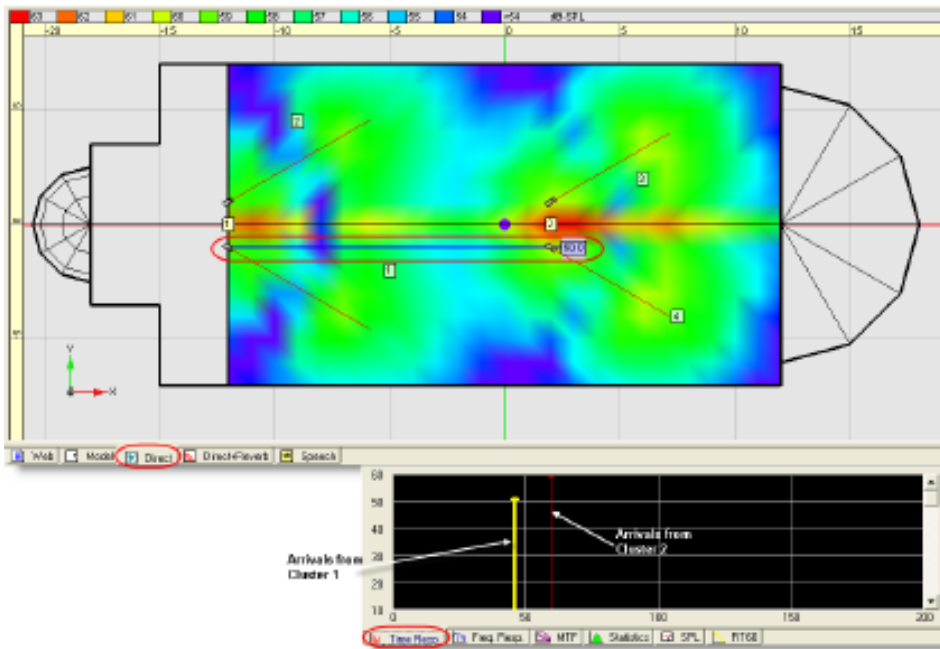 63 62 61 60 59 58 57 56 55 54 <54 dB-SPL
-20 -15 -10 -5 0 5 10 15
2
3
1 2
1
4
Y
X
Web Model Direct Direct+Reverb Speech
60
50
40
30
20
10
Arrivals from
Cluster 2
Arrivals from
Cluster 1
0 50 100 150 200
Time Resp. Freq. Resp. MTF Statistics SPL RT60